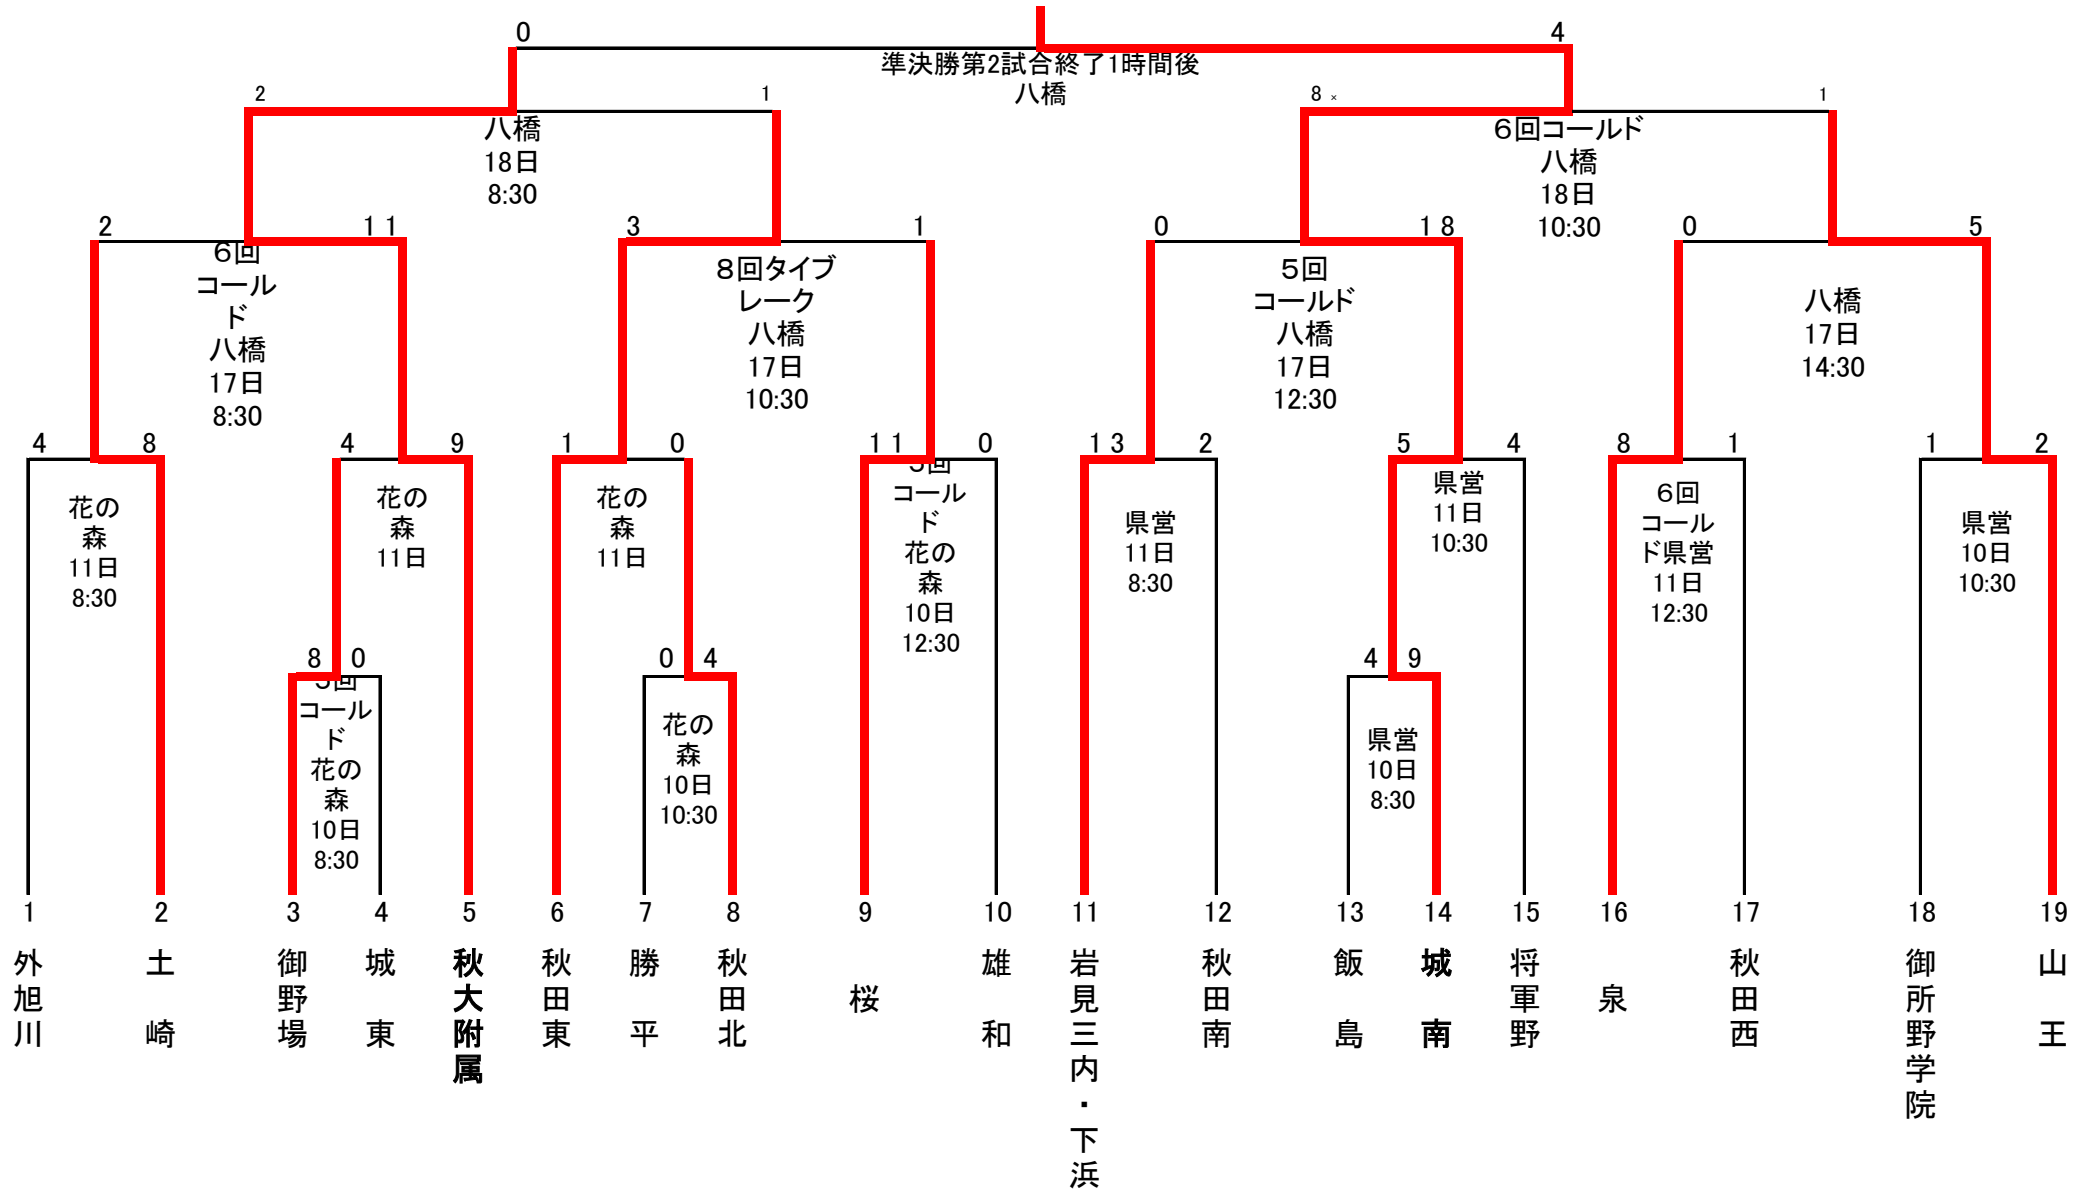 0
4
準決勝第2試合終了1時間後
八橋
2
1
8 ×
1
八橋
18日
8:30
6回コールド
八橋
18日
10:30
2
11
3
1
0
18
0
5
6回
コール
ド
八橋
17日
8:30
8回タイブ
レーク
八橋
17日
10:30
5回
コールド
八橋
17日
12:30
八橋
17日
14:30
4
8
4
9
1
0
11
0
13
2
5
4
8
1
1
2
花の
森
11日
8:30
花の
森
11日
花の
森
11日
5回
コール
ド
花の
森
10日
12:30
県営
11日
8:30
県営
11日
10:30
6回
コール
ド県営
11日
12:30
県営
10日
10:30
8
0
0
4
4
9
5回
コール
ド
花の
森
10日
8:30
花の
森
10日
10:30
県営
10日
8:30
1
2
3
4
5
6
7
8
9
10
11
12
13
14
15
16
17
18
19
外旭川
土崎
御野場
城東
秋大附属
秋田東
勝平
秋田北
桜
雄和
岩見三内・下浜
秋田南
飯島
城南
将軍野
泉
秋田西
御所野学院
山王